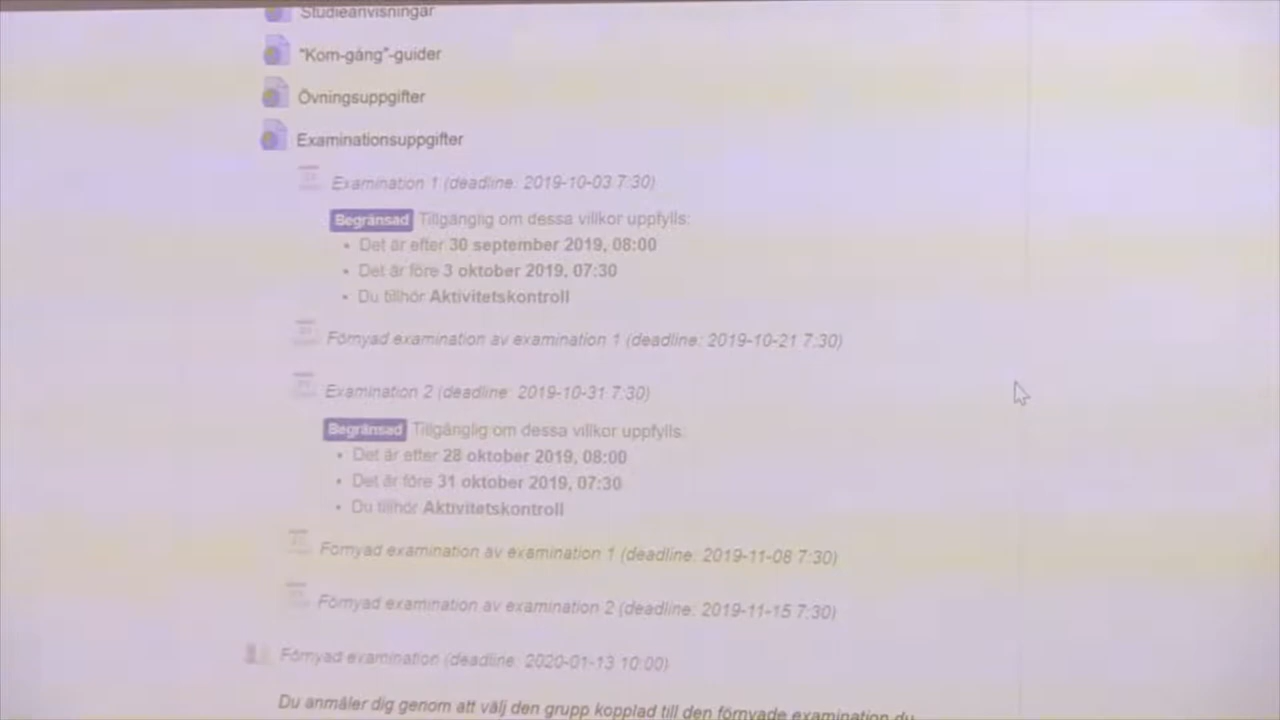 Studieanvisningar
"Kom-gång"-guider
Övningsuppgifter
Examinationsuppgifter
Examination 1 (deadline: 2019-10-03 7:30)
Begränsad Tillgänglig om dessa villkor uppfylls:
• Det är efter 30 september 2019, 08:00
• Det är före 3 oktober 2019, 07:30
• Du tillhör Aktivitetskontroll
Förnyad examination av examination 1 (deadline: 2019-10-21 7:30)
Examination 2 (deadline: 2019-10-31 7:30)
Begränsad Tillgänglig om dessa villkor uppfylls:
• Det är efter 28 oktober 2019, 08:00
• Det är före 31 oktober 2019, 07:30
• Du tillhör Aktivitetskontroll
Förnyad examination av examination 1 (deadline: 2019-11-08 7:30)
Förnyad examination av examination 2 (deadline: 2019-11-15 7:30)
Förnyad examination (deadline: 2020-01-13 10:00)
Du anmäler dig genom att välj den grupp kopplad till den förnyade examination du